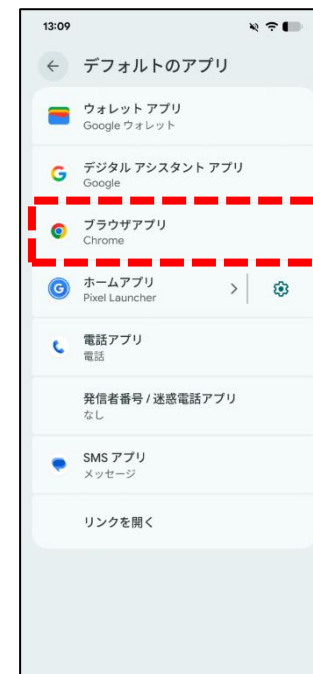 13:09
デフォルトのアプリ
ウォレット アプリ
Google ウォレット
デジタル アシスタント アプリ
Google
ブラウザアプリ
Chrome
ホームアプリ
Pixel Launcher
電話アプリ
電話
発信者番号 / 迷惑電話アプリ
なし
SMS アプリ
メッセージ
リンクを開く